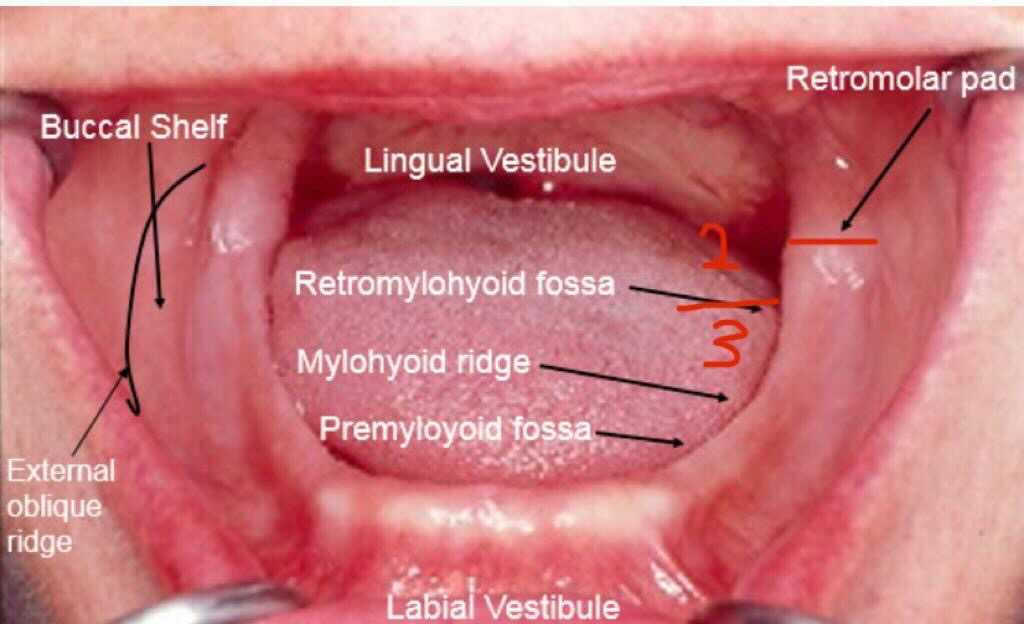 Retromolar pad
Buccal Shelf
Lingual Vestibule
2
Retromylohyoid fossa
3
Mylohyoid ridge
Premyloyoid fossa
External
oblique
ridge
Labial Vestibule